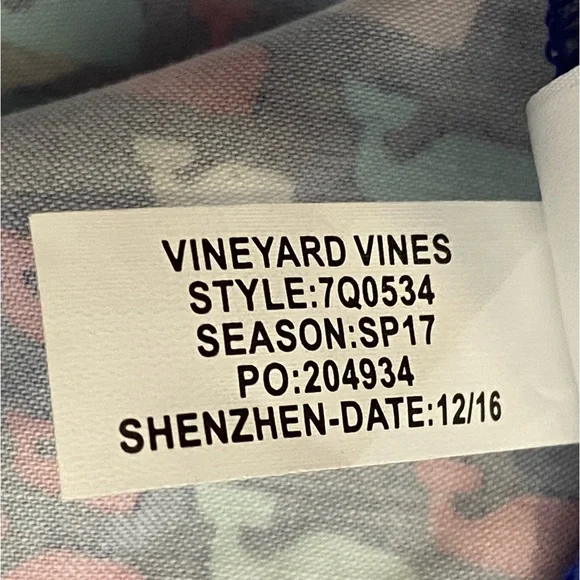 VINEYARD VINES
STYLE:7Q0534
SEASON:SP17
PO:204934
SHENZHEN-DATE:12/16